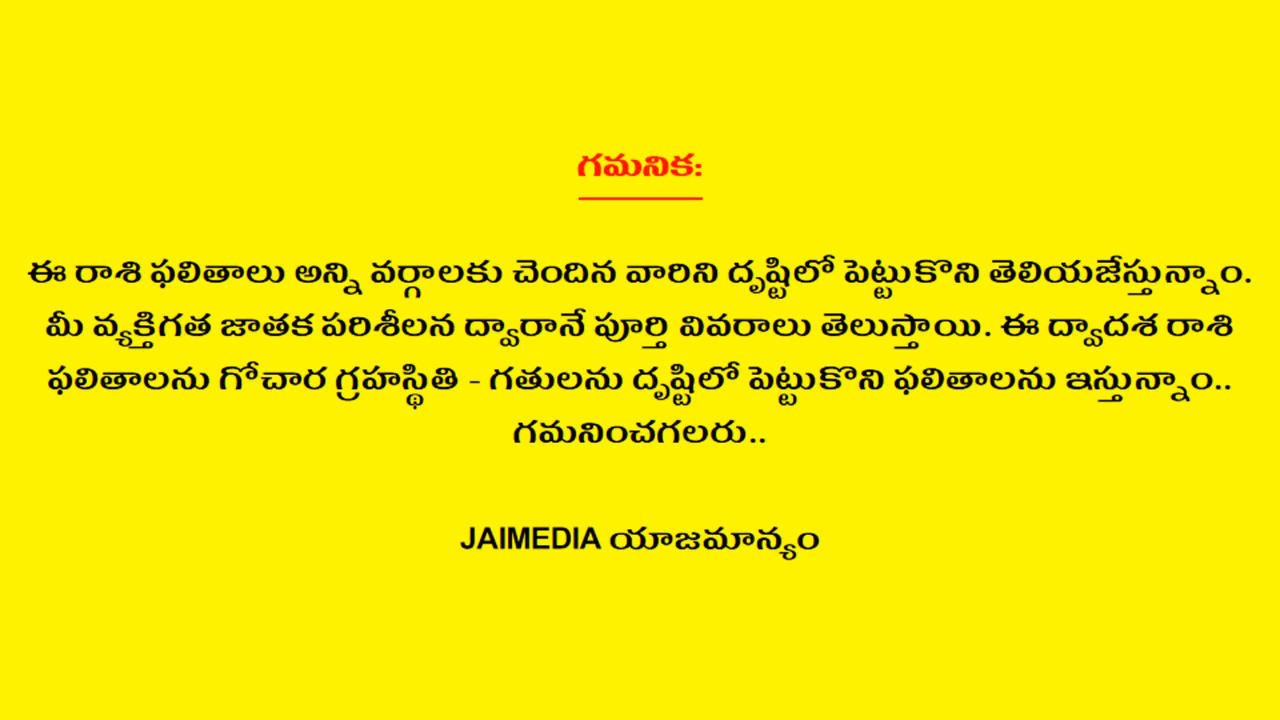 గమనిక:
ఈ రాశి ఫలితాలు అన్ని వర్గాలకు చెందిన వారిని దృష్టిలో పెట్టుకొని తెలియజేస్తున్నాం.
మీ వ్యక్తిగత జాతక పరిశీలన ద్వారానే పూర్తి వివరాలు తెలుస్తాయి. ఈ ద్వాదశ రాశి
ఫలితాలను గోచార గ్రహస్థితి - గతులను దృష్టిలో పెట్టుకొని ఫలితాలను ఇస్తున్నాం..
గమనించగలరు..
JAIMEDIA యాజమాన్యం